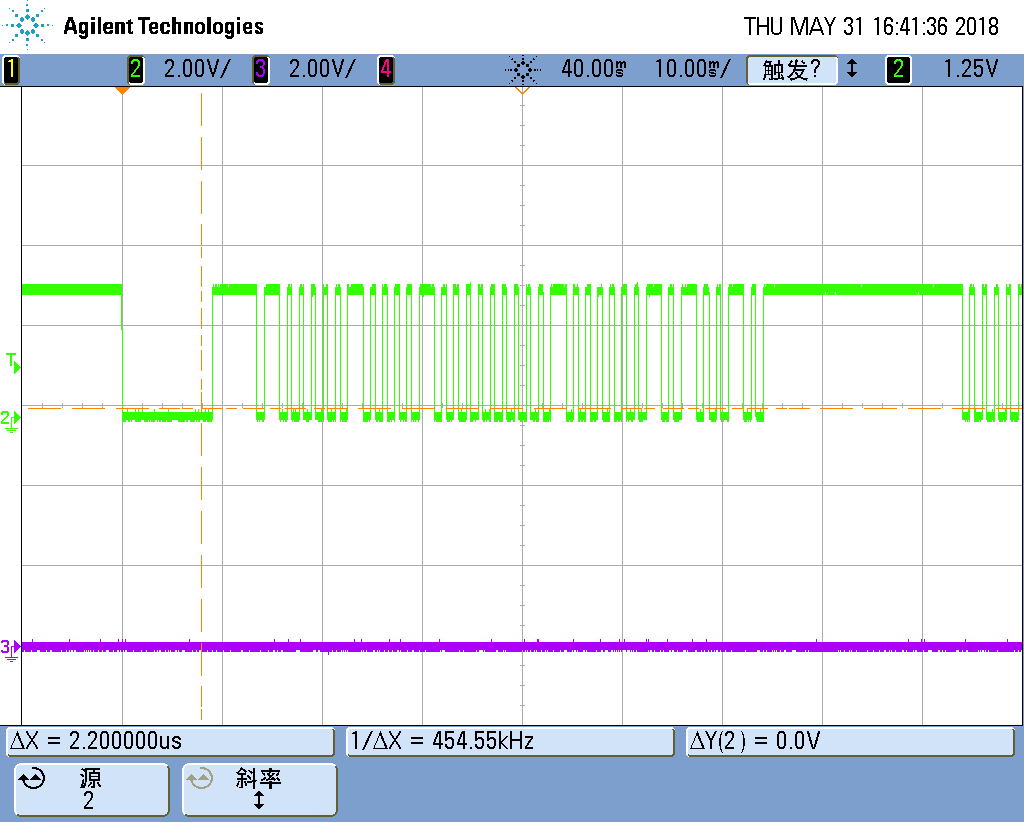 Agilent Technologies
THU MAY 31 16:41:36 2018
1 2 2.00V/ 3 2.00V/ 4 40.00ms 10.00ms/ 触发? 2 1.25V
T
2
3
ΔX = 2.200000us 1/ΔX = 454.55kHz ΔY(2) = 0.0V
源 斜率
2